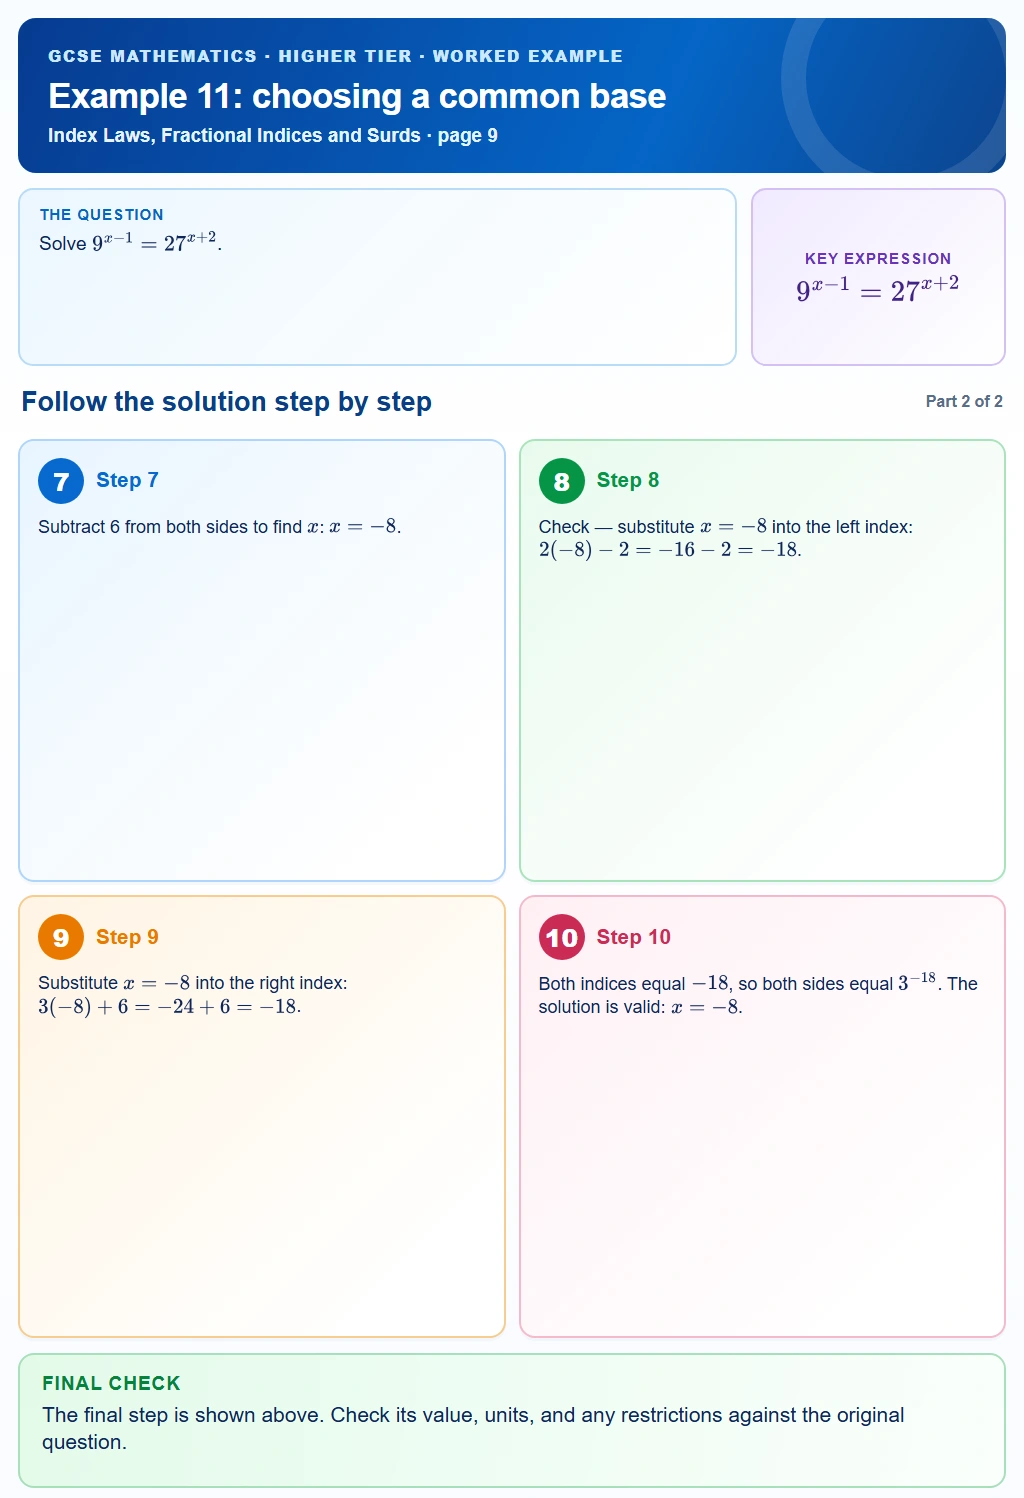 GCSE MATHEMATICS · HIGHER TIER · WORKED EXAMPLE
Example 11: choosing a common base
Index Laws, Fractional Indices and Surds · page 9
THE QUESTION
Solve $9^{x-1} = 27^{x+2}$.
KEY EXPRESSION
$9^{x-1} = 27^{x+2}$
Follow the solution step by step
Part 2 of 2
7 Step 7
Subtract 6 from both sides to find $x$: $x = -8$.
8 Step 8
Check — substitute $x = -8$ into the left index:
$2(-8) - 2 = -16 - 2 = -18$.
9 Step 9
Substitute $x = -8$ into the right index:
$3(-8) + 6 = -24 + 6 = -18$.
10 Step 10
Both indices equal $-18$, so both sides equal $3^{-18}$. The
solution is valid: $x = -8$.
FINAL CHECK
The final step is shown above. Check its value, units, and any restrictions against the original
question.